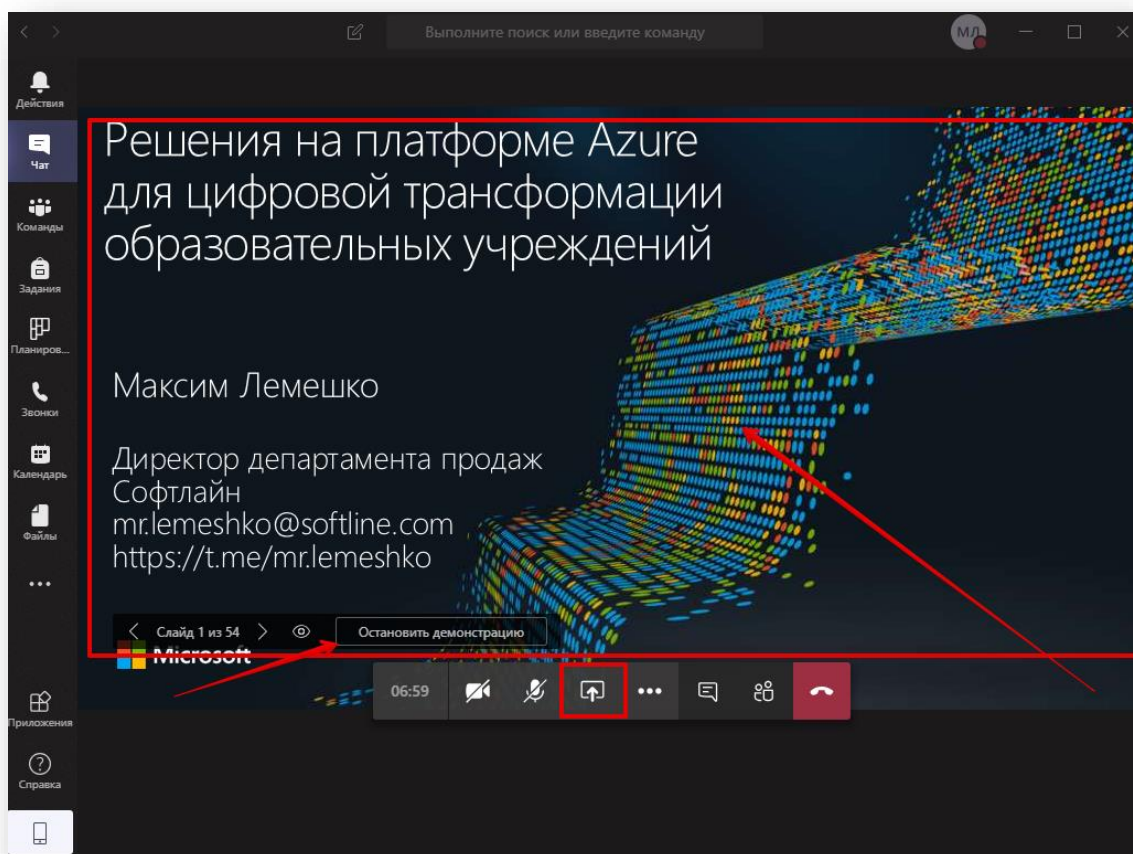 Выполните поиск или введите команду
МЛ
Действия
Чат
Команды
Задания
Планиров...
Звонки
Календарь
Файлы
Приложения
Справка
Решения на платформе Azure
для цифровой трансформации
образовательных учреждений
Максим Лемешко
Директор департамента продаж
Софтлайн
mr.lemeshko@softline.com
https://t.me/mr.lemeshko
Слайд 1 из 54
Остановить демонстрацию
Microsoft
06:59